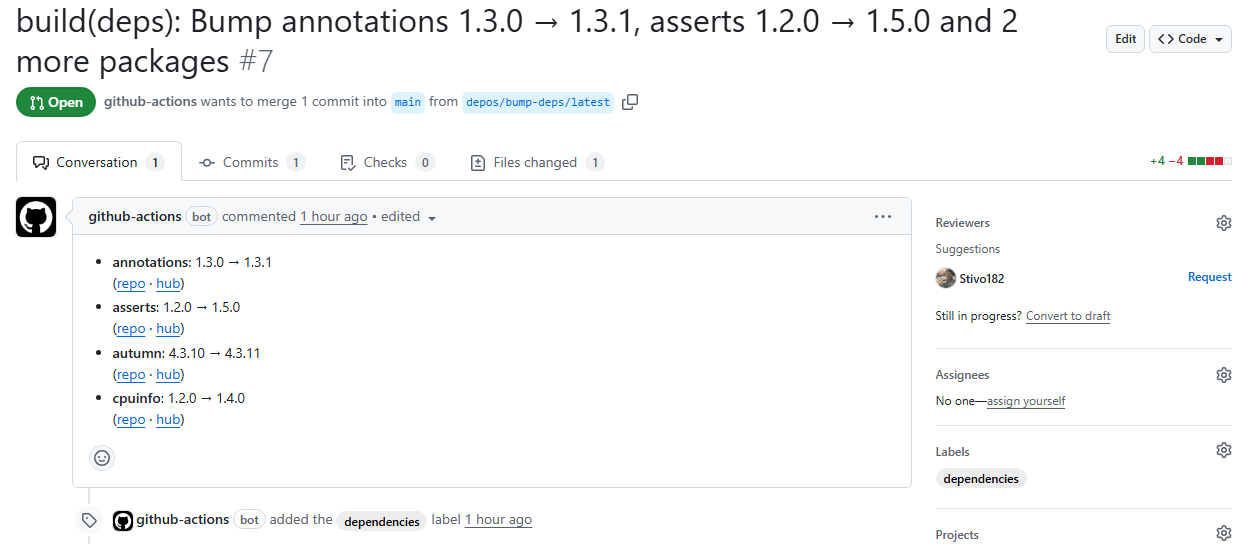 build(deps): Bump annotations 1.3.0 → 1.3.1, asserts 1.2.0 → 1.5.0 and 2
more packages #7
Edit
<> Code
Open
github-actions wants to merge 1 commit into main from depos/bump-deps/latest
Conversation 1
Commits 1
Checks 0
Files changed 1
+4 −4
github-actions bot commented 1 hour ago • edited
annotations: 1.3.0 → 1.3.1
(repo · hub)
asserts: 1.2.0 → 1.5.0
(repo · hub)
autumn: 4.3.10 → 4.3.11
(repo · hub)
cpuinfo: 1.2.0 → 1.4.0
(repo · hub)
github-actions bot added the dependencies label 1 hour ago
Reviewers
Suggestions
Stivo182
Request
Still in progress? Convert to draft
Assignees
No one—assign yourself
Labels
dependencies
Projects